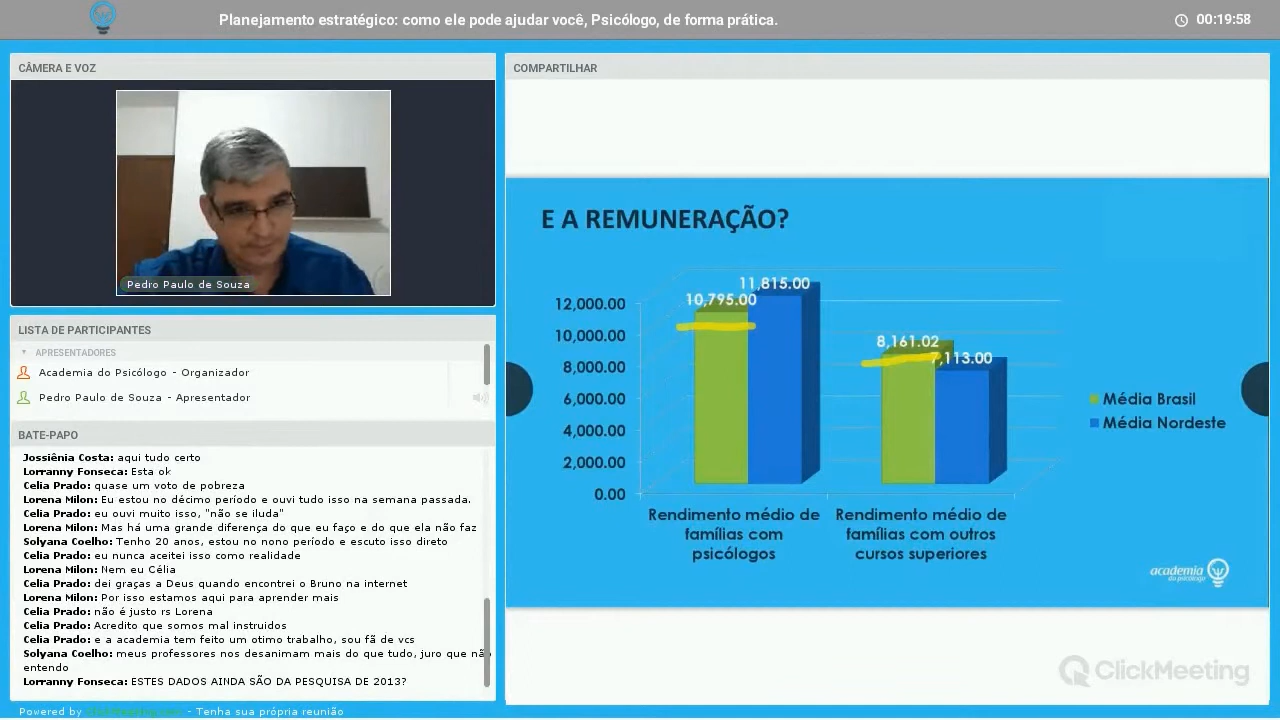 Planejamento estratégico: como ele pode ajudar você, Psicólogo, de forma prática.
00:19:58
CÂMERA E VOZ
Pedro Paulo de Souza
LISTA DE PARTICIPANTES
APRESENTADORES
Academia do Psicólogo - Organizador
Pedro Paulo de Souza - Apresentador
BATE-PAPO
Jossiênia Costa: aqui tudo certo
Lorranny Fonseca: Esta ok
Celia Prado: quase um voto de pobreza
Lorena Milon: Eu estou no décimo período e ouvi tudo isso na semana passada.
Celia Prado: eu ouvi muito isso, "não se iluda"
Lorena Milon: Mas há uma grande diferença do que eu faço e do que ela não faz
Solyana Coelho: Tenho 20 anos, estou no nono período e escuto isso direto
Celia Prado: eu nunca aceitei isso como realidade
Lorena Milon: Nem eu Célia
Celia Prado: dei graças a Deus quando encontrei o Bruno na internet
Lorena Milon: Por isso estamos aqui para aprender mais
Celia Prado: não é justo rs Lorena
Celia Prado: Acredito que somos mal instruidos
Celia Prado: e a academia tem feito um otimo trabalho, sou fã de vcs
Solyana Coelho: meus professores nos desanimam mais do que tudo, juro que não
entendo
Lorranny Fonseca: ESTES DADOS AINDA SÃO DA PESQUISA DE 2013?
Powered by ClickMeeting.com - Tenha sua própria reunião
COMPARTILHAR
E A REMUNERAÇÃO?
12,000.00
10,000.00
8,000.00
6,000.00
4,000.00
2,000.00
0.00
10,795.00
11,815.00
8,161.02
7,113.00
Rendimento médio de
famílias com
psicólogos
Rendimento médio de
famílias com outros
cursos superiores
Média Brasil
Média Nordeste
academia
do psicólogo
ClickMeeting